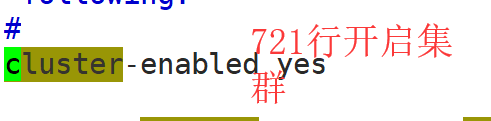 following:
#
cluster-enabled yes
721行开启集
群